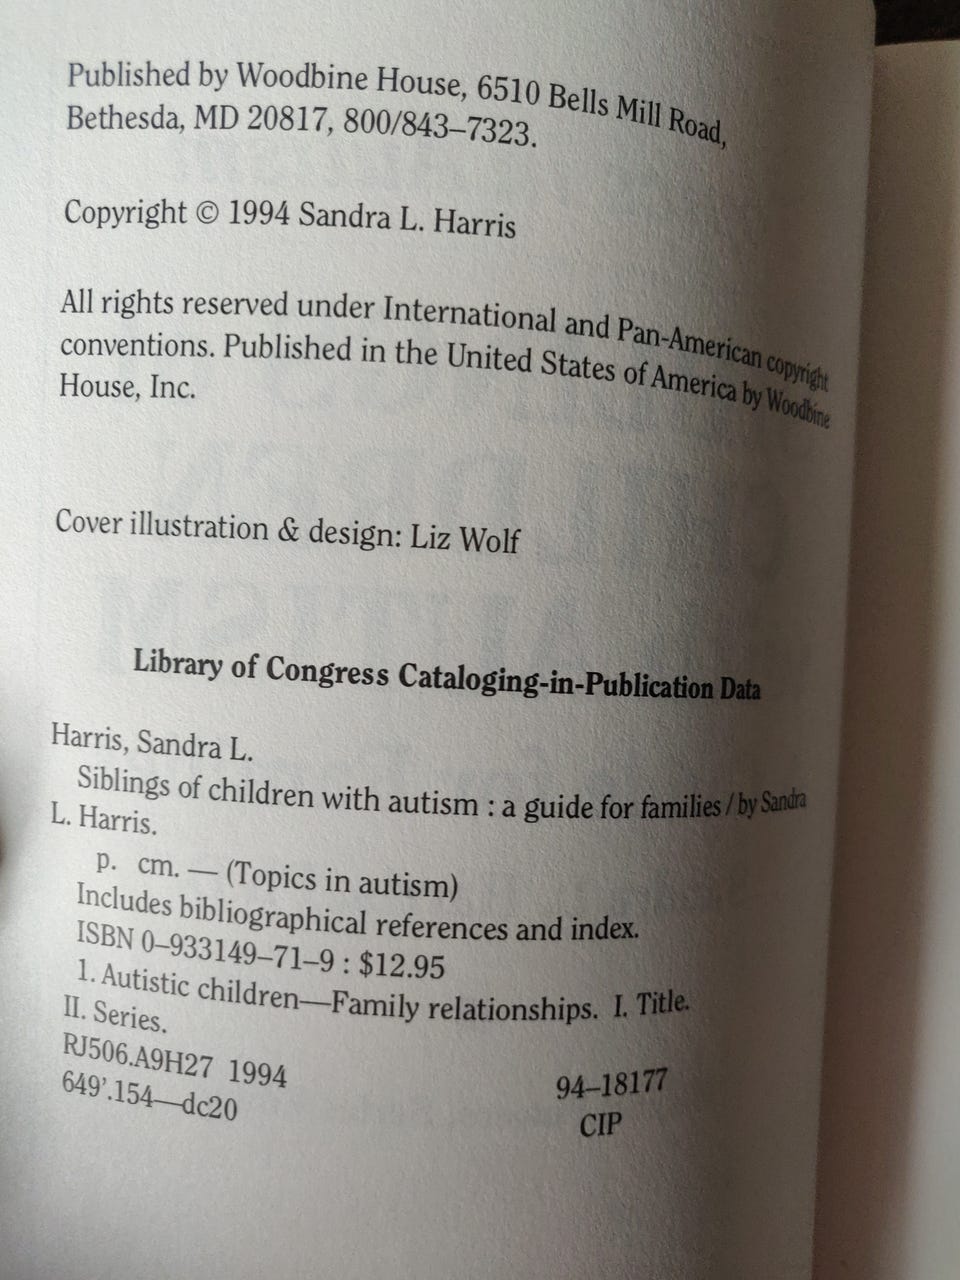 Published by Woodbine House, 6510 Bells Mill Road,
Bethesda, MD 20817, 800/843–7323.
Copyright © 1994 Sandra L. Harris
All rights reserved under International and Pan-American copyright
conventions. Published in the United States of America by Woodbine
House, Inc.
Cover illustration & design: Liz Wolf
Library of Congress Cataloging-in-Publication Data
Harris, Sandra L.
Siblings of children with autism : a guide for families / by Sandra
L. Harris.
p. cm. — (Topics in autism)
Includes bibliographical references and index.
ISBN 0–933149–71–9 : $12.95
1. Autistic children—Family relationships. I. Title.
II. Series.
RJ506.A9H27 1994
94–18177
649’.154—dc20
CIP